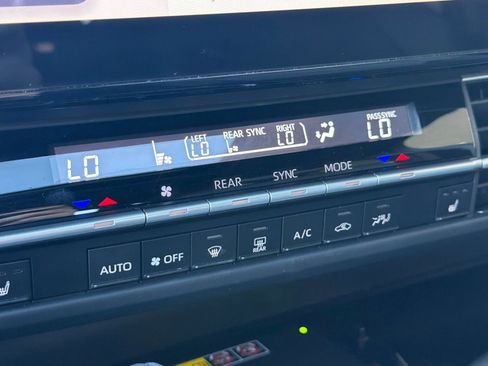 LEFT REAR SYNC RIGHT PASS SYNC
LO LO LO LO
REAR SYNC MODE
AUTO OFF REAR A/C